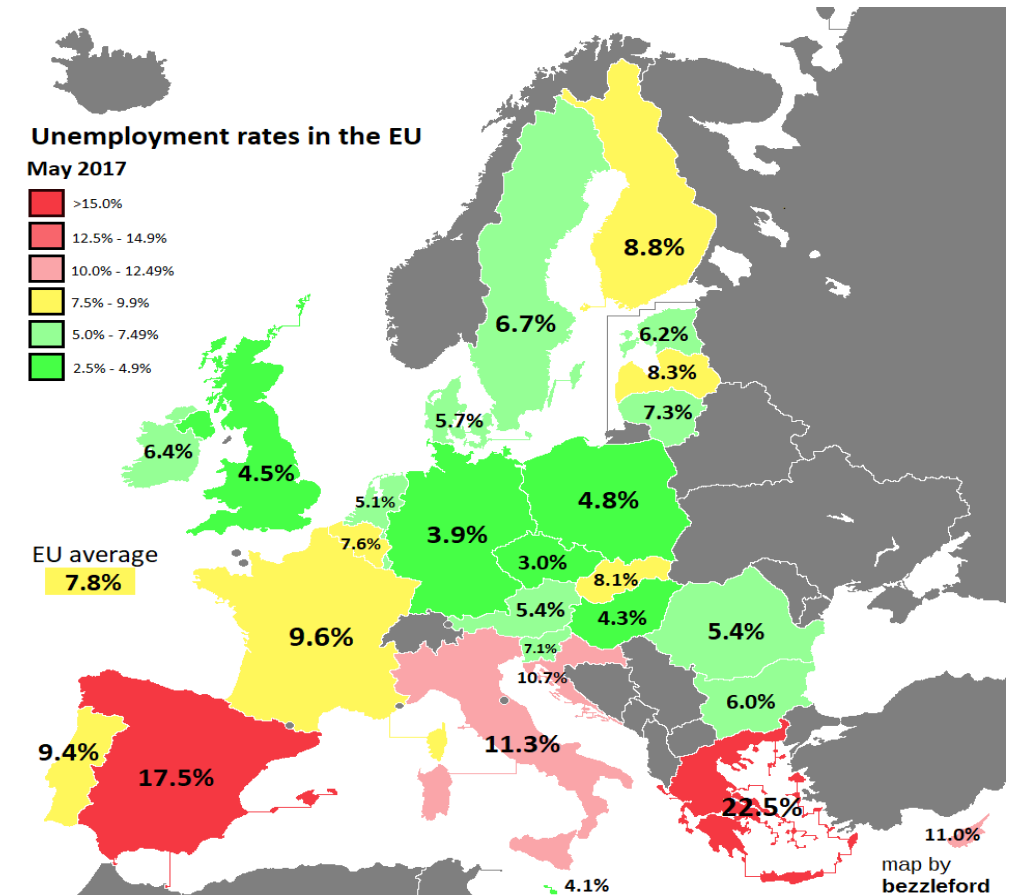 Unemployment rates in the EU
May 2017
>15.0%
12.5% - 14.9%
10.0% - 12.49%
7.5% - 9.9%
5.0% - 7.49%
2.5% - 4.9%
8.8%
6.7%
6.2%
8.3%
7.3%
5.7%
6.4%
4.5%
5.1%
4.8%
3.9%
7.6%
3.0%
EU average
7.8%
8.1%
5.4%
4.3%
9.6%
5.4%
7.1%
10.7%
6.0%
9.4%
11.3%
17.5%
22.5%
11.0%
4.1%
map by
bezzleford